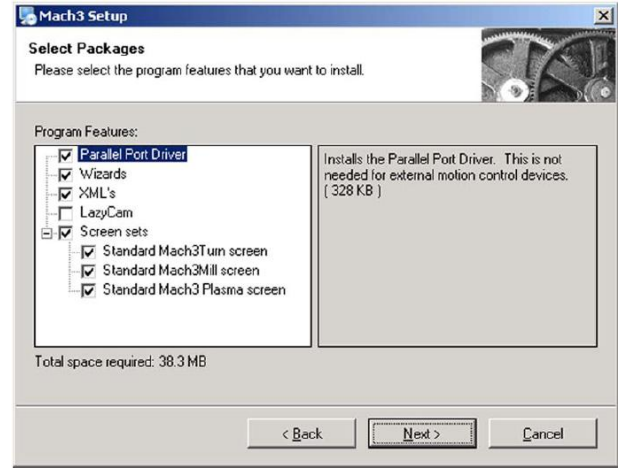 Mach3 Setup
Select Packages
Please select the program features that you want to install.
Program Features:
Parallel Port Driver
Wizards
XML's
LazyCam
Screen sets
Standard Mach3Turn screen
Standard Mach3Mill screen
Standard Mach3 Plasma screen
Installs the Parallel Port Driver. This is not
needed for external motion control devices.
( 328 KB )
Total space required: 38.3 MB
< Back
Next >
Cancel